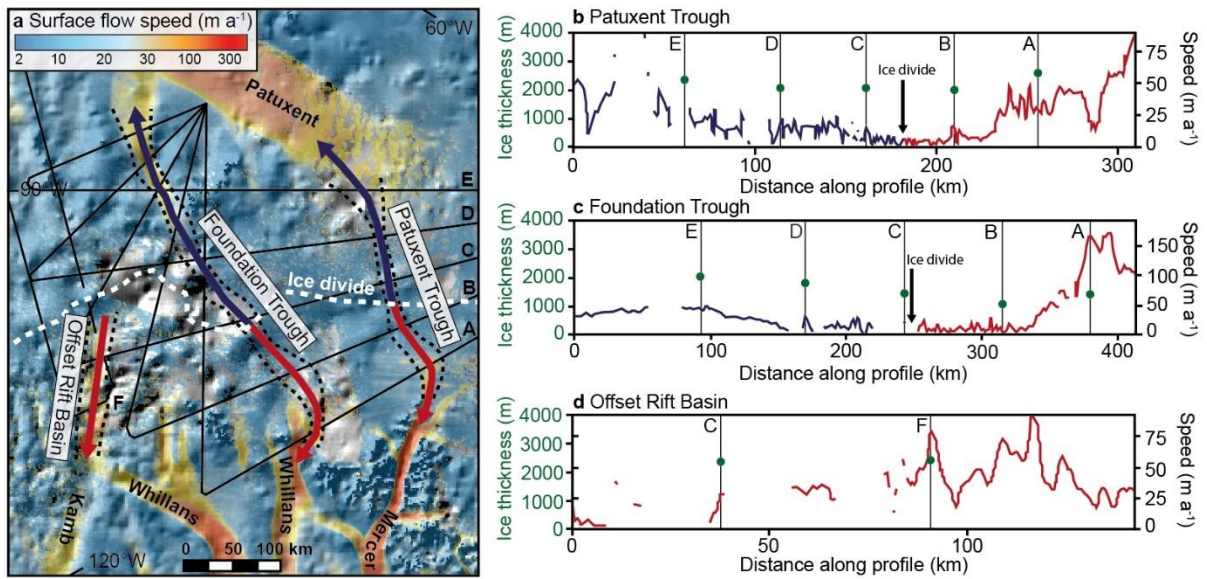 a Surface flow speed (m a⁻¹)
2 10 20 30 100 300
60°W
90°W
120°W
Patuxent
Foundation Trough
Patuxent Trough
Offset Rift Basin
Ice divide
E
D
C
B
A
F
Kamb
Whillans
Whillans
Mercer
0 50 100 km
b Patuxent Trough
Ice thickness (m)
4000
3000
2000
1000
0
E D C B A
Ice divide
75
50
25
0
Speed (m a⁻¹)
0 100 200 300
Distance along profile (km)
c Foundation Trough
Ice thickness (m)
4000
3000
2000
1000
0
E D C B A
Ice divide
150
100
50
0
Speed (m a⁻¹)
0 100 200 300 400
Distance along profile (km)
d Offset Rift Basin
Ice thickness (m)
4000
3000
2000
1000
0
C F
75
50
25
0
Speed (m a⁻¹)
0 50 100
Distance along profile (km)